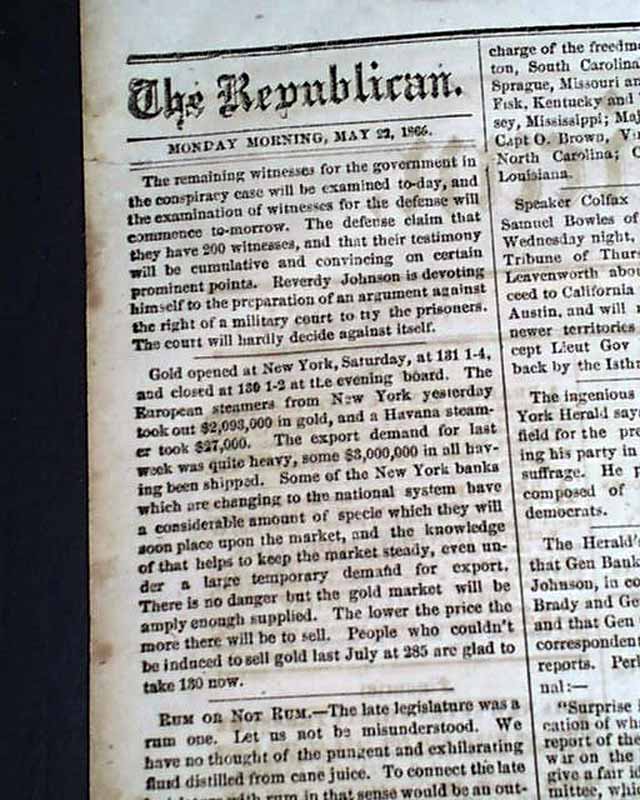 The Republican.
MONDAY MORNING, MAY 22, 1865.
The remaining witnesses for the government in
the conspiracy case will be examined to-day, and
the examination of witnesses for the defense will
commence to-morrow. The defense claim that
they have 200 witnesses, and that their testimony
will be cumulative and convincing on certain
prominent points. Reverdy Johnson is devoting
himself to the preparation of an argument against
the right of a military court to try the prisoners.
The court will hardly decide against itself.
Gold opened at New York, Saturday, at 131 1-4,
and closed at 130 1-2 at the evening board. The
European steamers from New York yesterday
took out $2,093,000 in gold, and a Havana steam-
er took $27,000. The export demand for last
week was quite heavy, some $3,000,000 in all hav-
ing been shipped. Some of the New York banks
which are changing to the national system have
a considerable amount of specie which they will
soon place upon the market, and the knowledge
of that helps to keep the market steady, even un-
der a large temporary demand for export.
There is no danger but the gold market will be
amply enough supplied. The lower the price the
more there will be to sell. People who couldn't
be induced to sell gold last July at 285 are glad to
take 130 now.
RUM OR NOT RUM.—The late legislature was a
rum one. Let us not be misunderstood. We
have no thought of the pungent and exhilarating
fluid distilled from cane juice. To connect the late
with rum in that sense would be an out-
charge of the freedm
ton, South Carolina
Sprague, Missouri an
Fisk, Kentucky and
sey, Mississippi; Maj
Capt O. Brown, V
North Carolina; C
Louisiana.
Speaker Colfax
Samuel Bowles of
Wednesday night,
Tribune of Thurs
Leavenworth abou
ceed to California
Austin, and will
newer territories
cept Lieut Gov
back by the Isth
The ingenious
York Herald say
field for the pre
ing his party in
suffrage. He p
composed of
democrats.
The Herald's
that Gen Bank
Johnson, in co
Brady and Ge
and that Gen
correspondent
reports. Per
nal:—
"Surprise i
cation of wh
report of the
war on the
give a fair id
mittee, whi